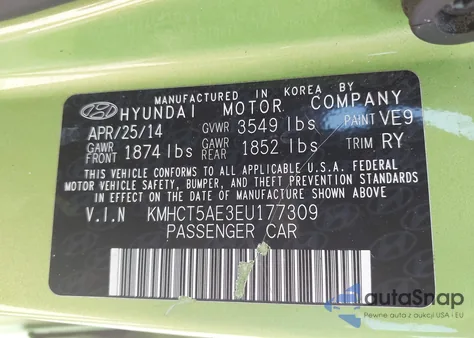 MANUFACTURED IN KOREA BY
HYUNDAI MOTOR COMPANY
APR/25/14 GVWR 3549 lbs PAINT VE9
GAWR FRONT 1874 lbs GAWR REAR 1852 lbs TRIM RY
THIS VEHICLE CONFORMS TO ALL APPLICABLE U.S.A. FEDERAL
MOTOR VEHICLE SAFETY, BUMPER, AND THEFT PREVENTION STANDARDS
IN EFFECT ON THE DATE OF MANUFACTURE SHOWN ABOVE.
V.I.N KMHCT5AE3EU177309
PASSENGER CAR
autoSnap
Pewne auta z aukcji USA i EU